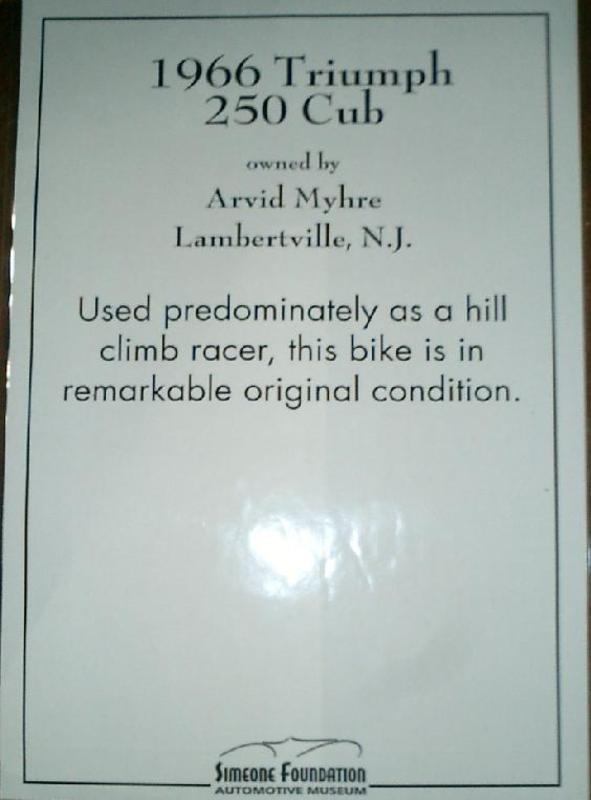 1966 Triumph
250 Cub
owned by
Arvid Myhre
Lambertville, N.J.
Used predominately as a hill
climb racer, this bike is in
remarkable original condition.
SIMEONE FOUNDATION
AUTOMOTIVE MUSEUM